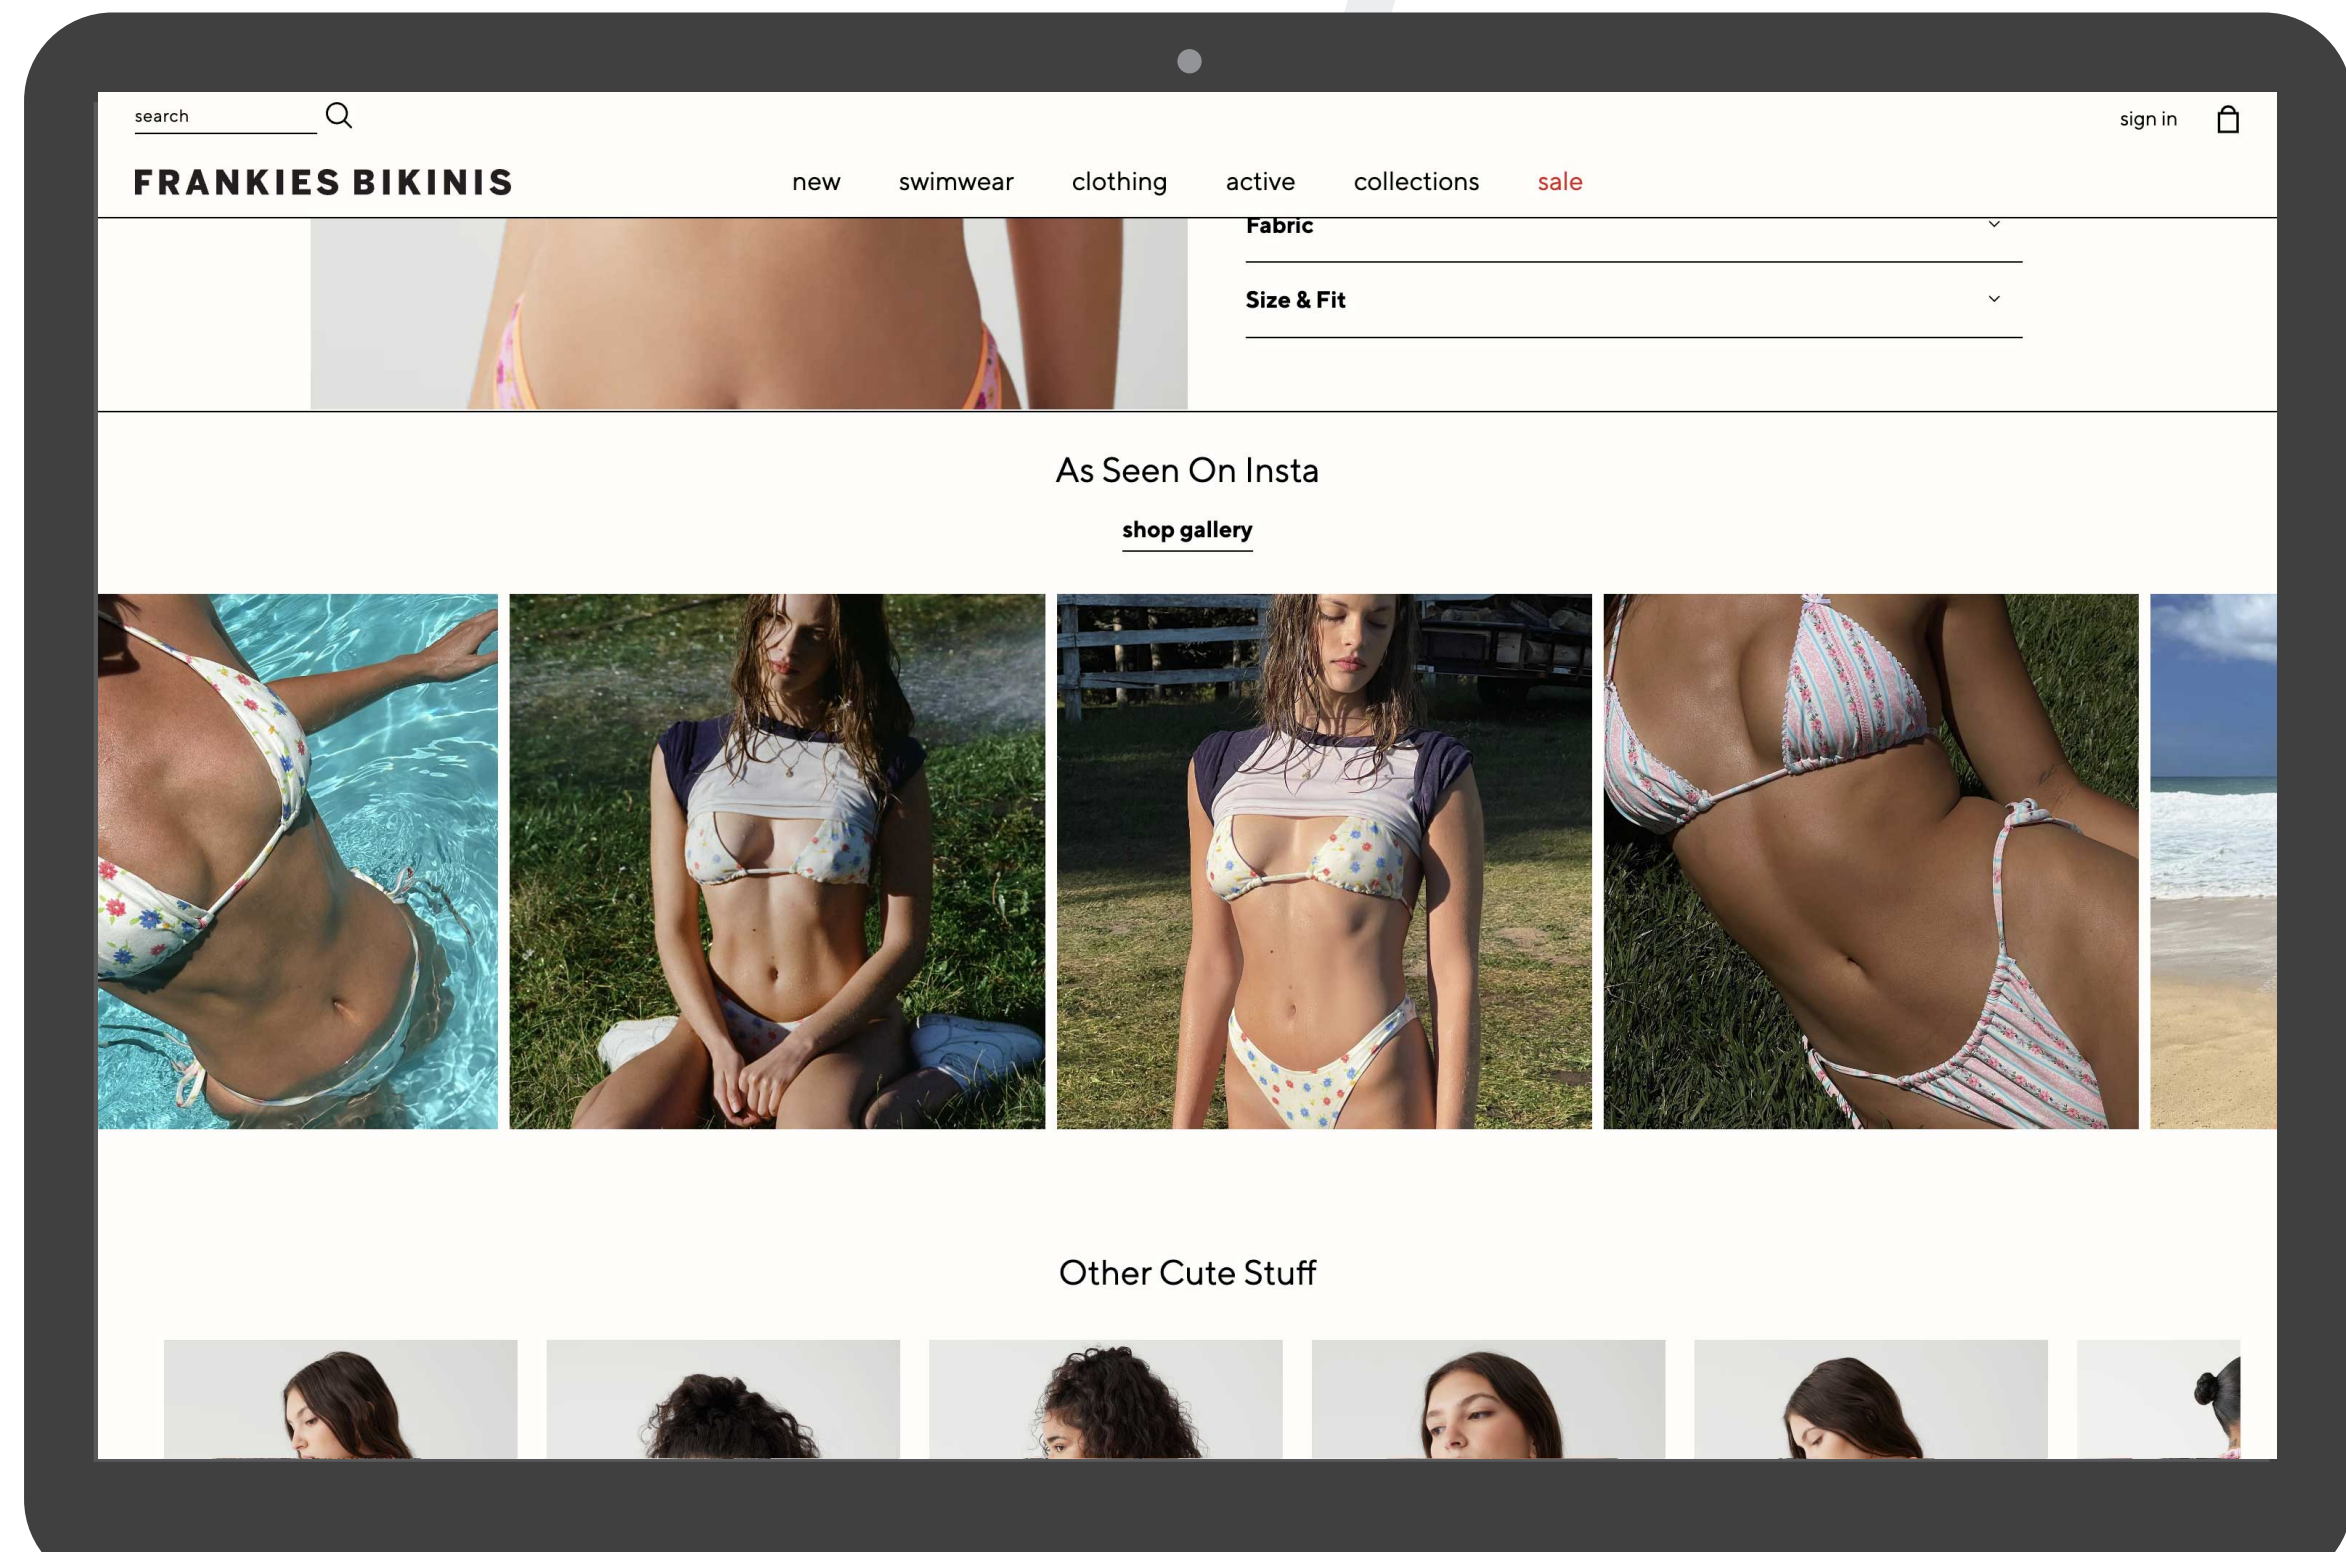 search
sign in
FRANKIES BIKINIS
new swimwear clothing active collections sale
Fabric
Size & Fit
As Seen On Insta
shop gallery
Other Cute Stuff